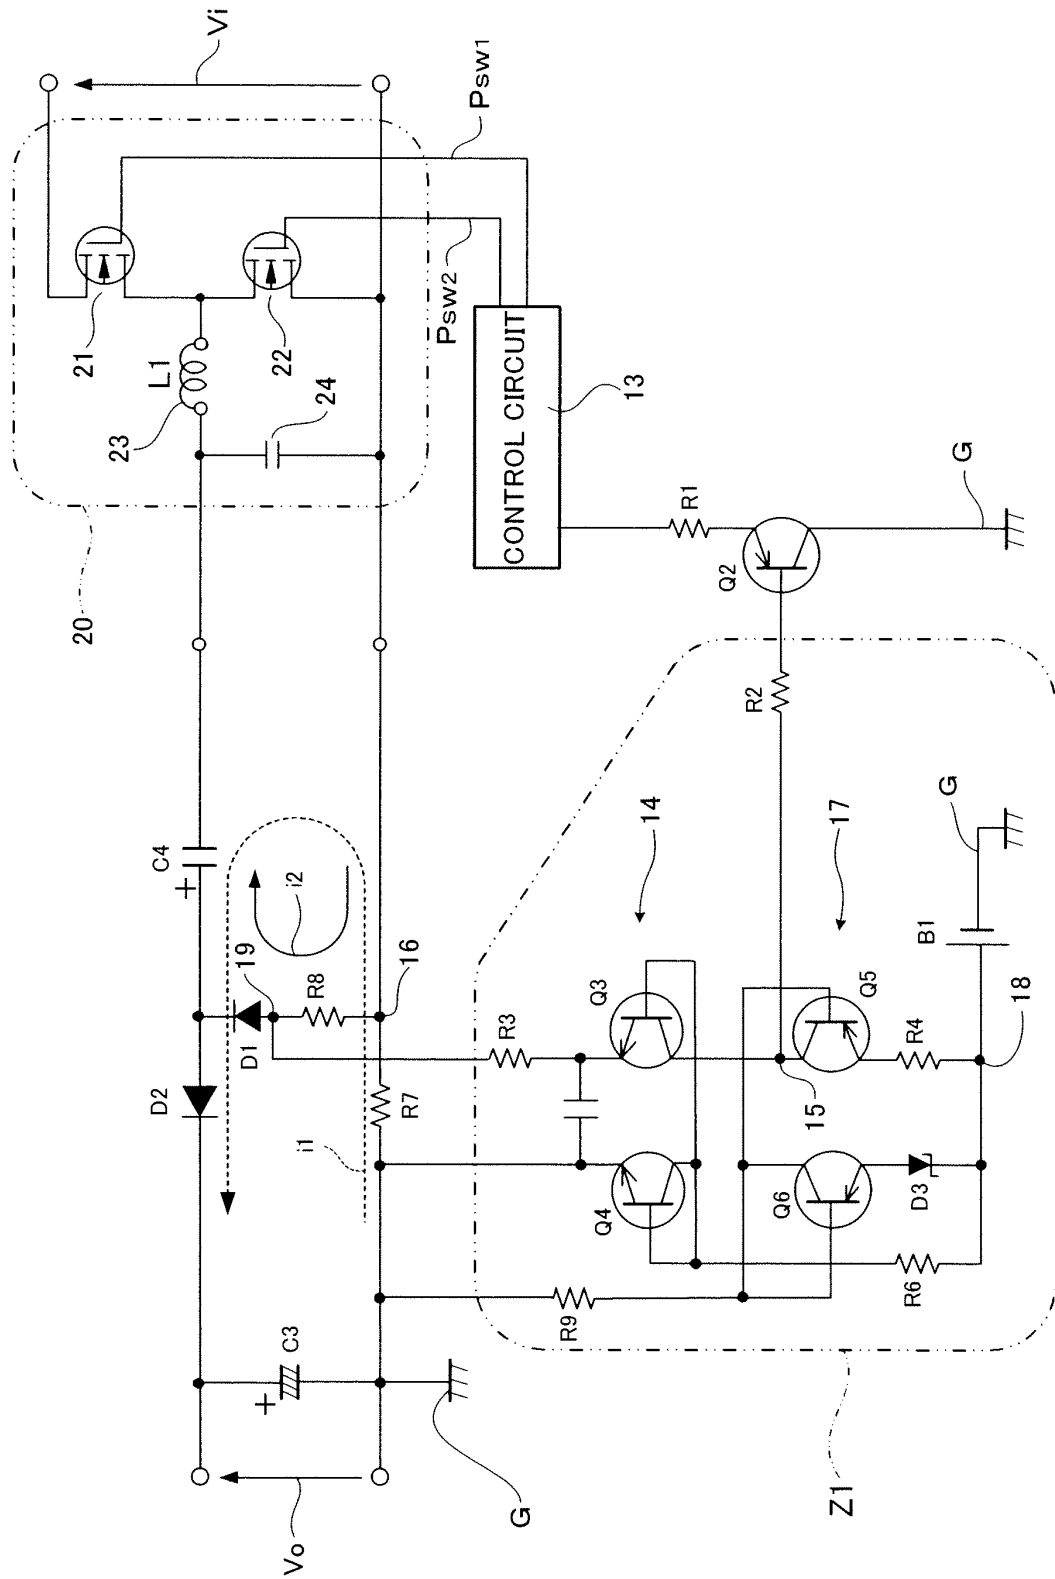 Vi
Psw1
Psw2
21
22
L1
23
24
20
CONTROL CIRCUIT
13
R1
Q2
G
C4
+
D2
D1
19
R8
16
i2
i1
R7
R2
14
17
15
18
Q3
Q4
Q5
Q6
R3
R4
R6
R9
D3
B1
G
C3
+
G
Vo
Z1